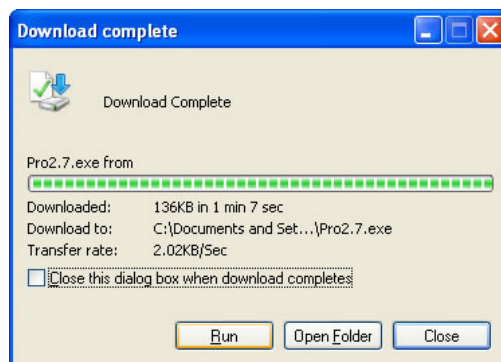 Download complete
Download Complete
Pro2.7.exe from
Downloaded: 136KB in 1 min 7 sec
Download to: C:\Documents and Set...\Pro2.7.exe
Transfer rate: 2.02KB/Sec
Close this dialog box when download completes
Run Open Folder Close